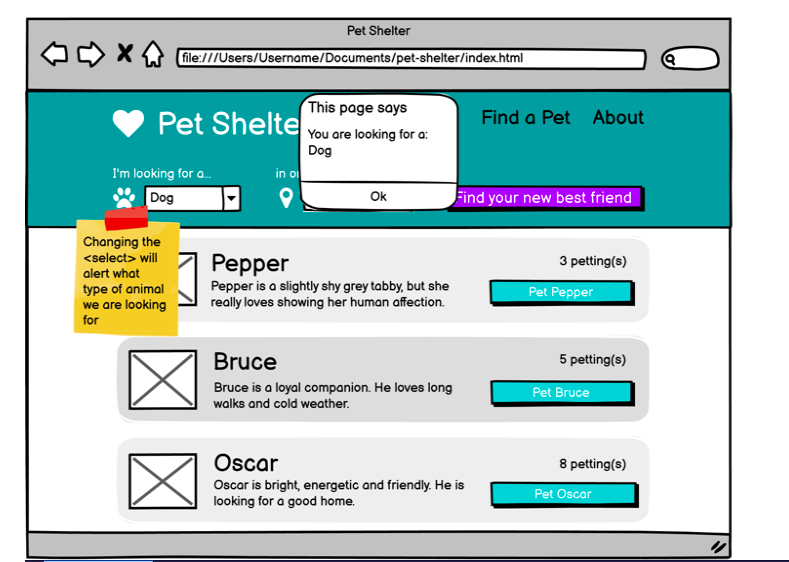 Pet Shelter
file:///Users/Username/Documents/pet-shelter/index.html
Pet Shelte
This page says
You are looking for a:
Dog
Ok
Find a Pet About
I'm looking for a...
in o
Dog
Find your new best friend
Changing the
<select> will
alert what
type of animal
we are looking
for
Pepper
3 petting(s)
Pepper is a slightly shy grey tabby, but she
really loves showing her human affection.
Pet Pepper
Bruce
5 petting(s)
Bruce is a loyal companion. He loves long
walks and cold weather.
Pet Bruce
Oscar
8 petting(s)
Oscar is bright, energetic and friendly. He is
looking for a good home.
Pet Oscar